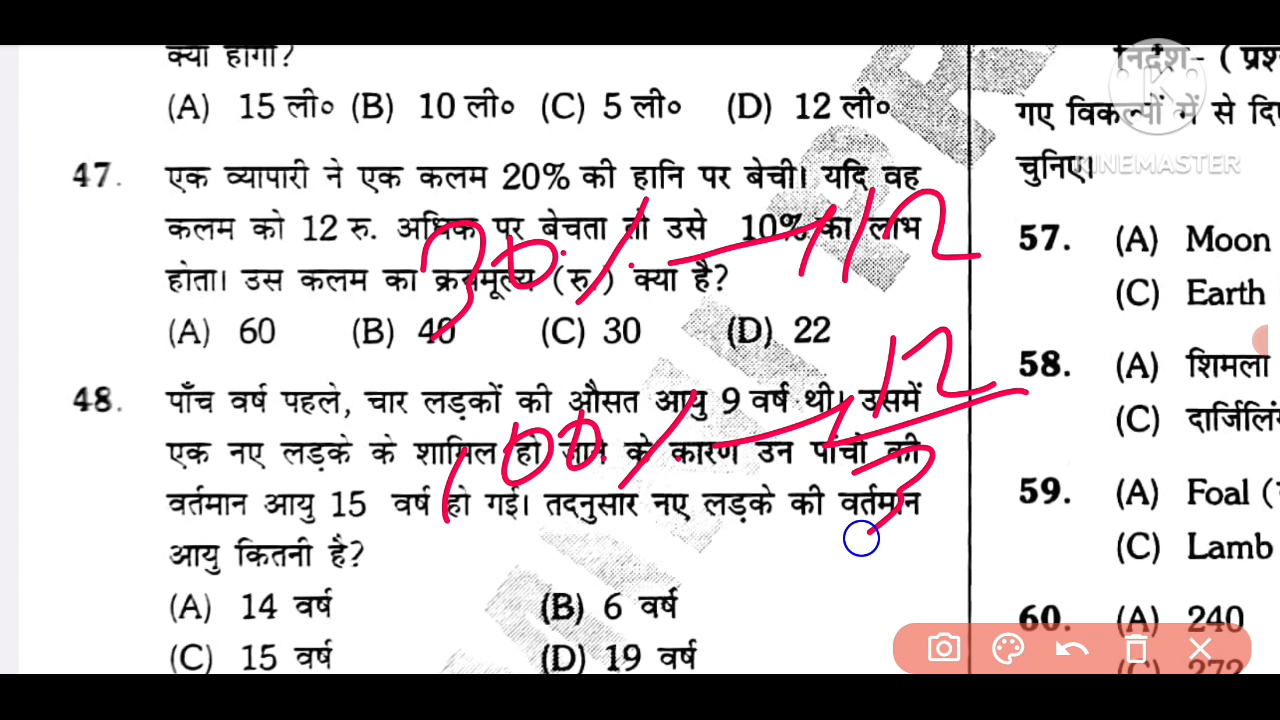 क्या होगा?
(A) 15 ली० (B) 10 ली० (C) 5 ली० (D) 12 ली०
47. एक व्यापारी ने एक कलम 20% की हानि पर बेची। यदि वह
कलम को 12 रु. अधिक पर बेचता तो उसे 10% का लाभ
होता। उस कलम का क्रयमूल्य (रु.) क्या है?
(A) 60 (B) 40 (C) 30 (D) 22
30% 12
48. पाँच वर्ष पहले, चार लड़कों की औसत आयु 9 वर्ष थी। उसमें
एक नए लड़के के शामिल हो जाने के कारण उन पांचों की
वर्तमान आयु 15 वर्ष हो गई। तदनुसार नए लड़के की वर्तमान
आयु कितनी है?
(A) 14 वर्ष (B) 6 वर्ष
(C) 15 वर्ष (D) 19 वर्ष
100% 12
3
निर्देश- ( प्रश्
गए विकल्पों में से दि
चुनिए।
KINEMASTER
57. (A) Moon
(C) Earth
58. (A) शिमला
(C) दार्जिलिं
59. (A) Foal (
(C) Lamb
60. (A) 240
(C) 272